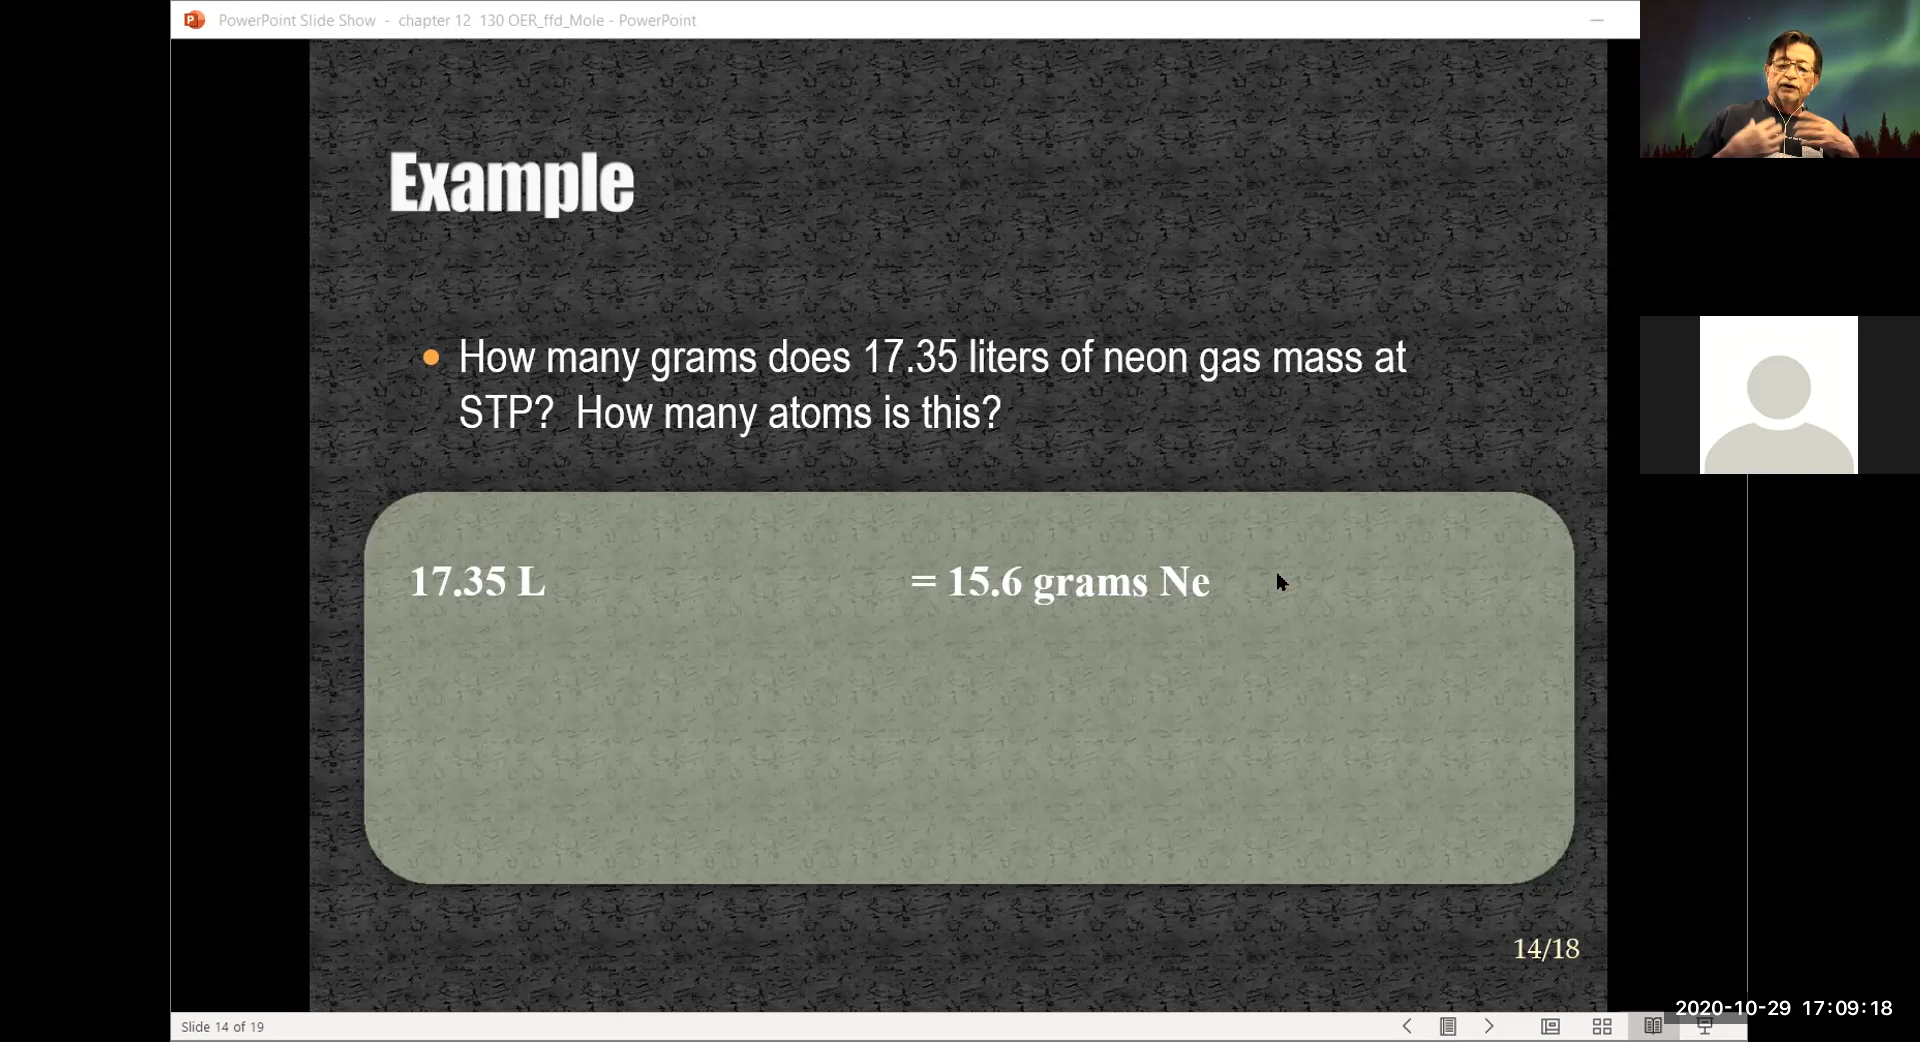 PowerPoint Slide Show - chapter 12 130 OER_ffd_Mole - PowerPoint
Example
• How many grams does 17.35 liters of neon gas mass at
STP? How many atoms is this?
17.35 L = 15.6 grams Ne
14/18
2020-10-29 17:09:18
Slide 14 of 19